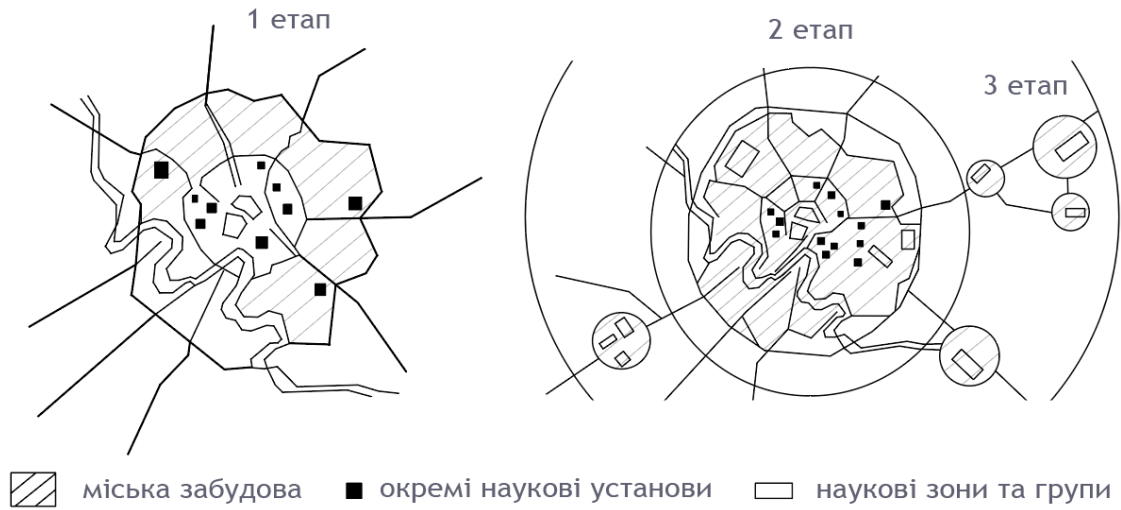 1 етап
2 етап
3 етап
міська забудова
окремі наукові установи
наукові зони та групи